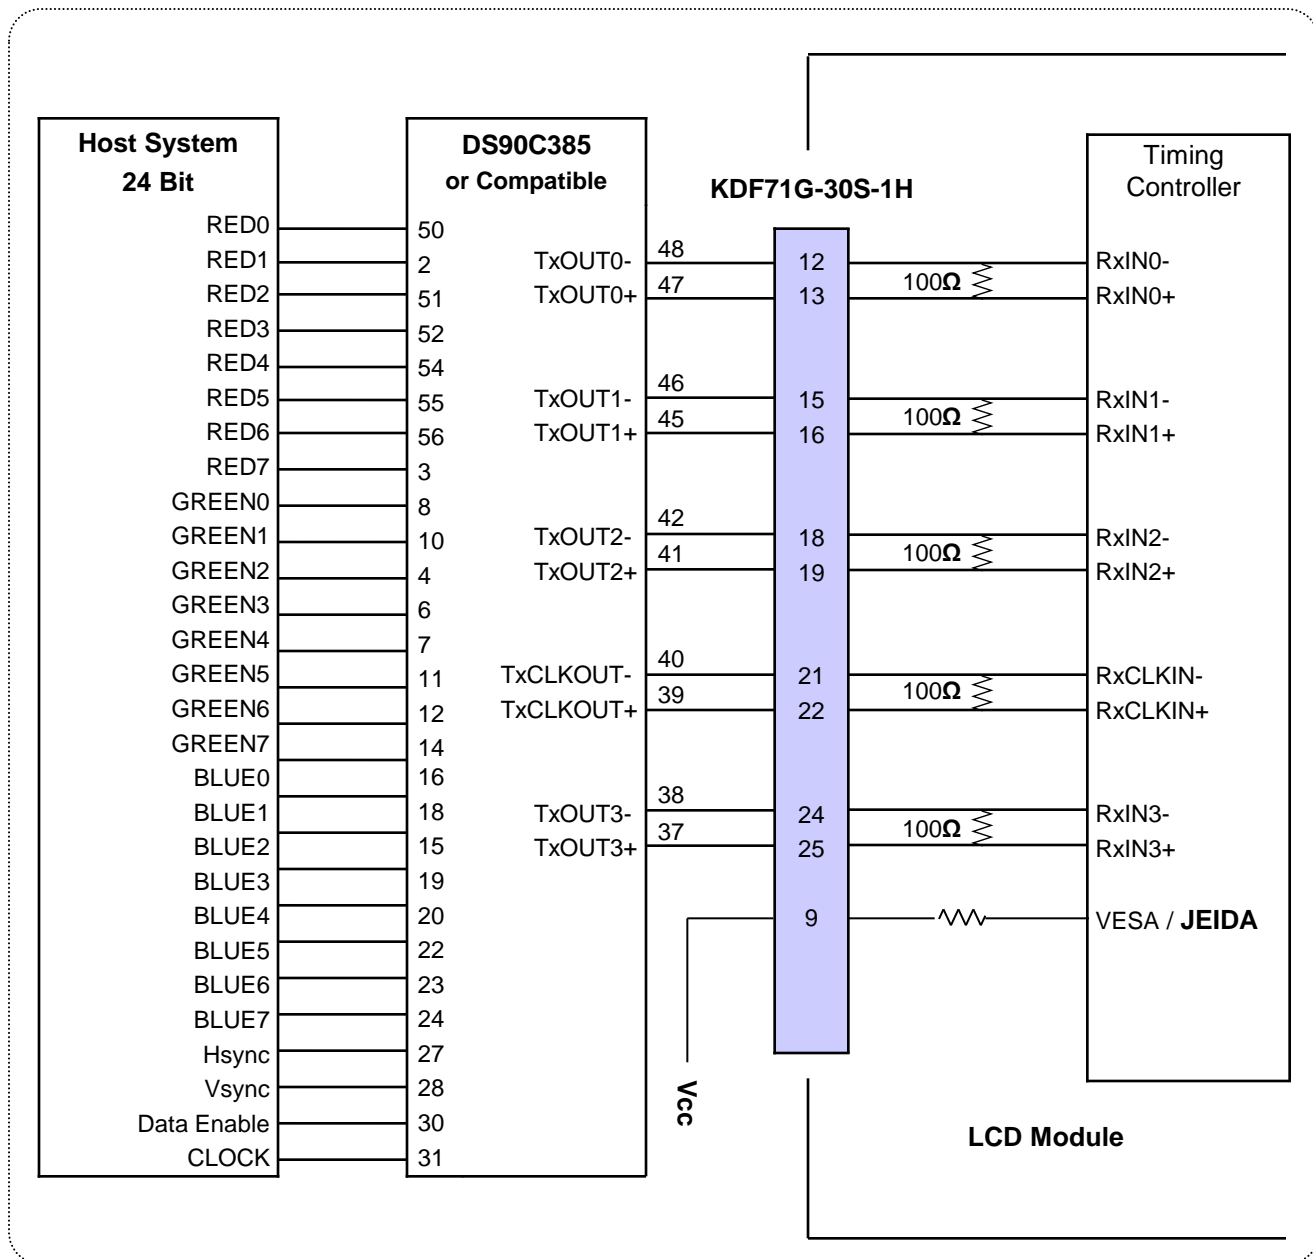 Host System
24 Bit
RED0
RED1
RED2
RED3
RED4
RED5
RED6
RED7
GREEN0
GREEN1
GREEN2
GREEN3
GREEN4
GREEN5
GREEN6
GREEN7
BLUE0
BLUE1
BLUE2
BLUE3
BLUE4
BLUE5
BLUE6
BLUE7
Hsync
Vsync
Data Enable
CLOCK
DS90C385
or Compatible
50
2
51
52
54
55
56
3
8
10
4
6
7
11
12
14
16
18
15
19
20
22
23
24
27
28
30
31
TxOUT0-
TxOUT0+
TxOUT1-
TxOUT1+
TxOUT2-
TxOUT2+
TxCLKOUT-
TxCLKOUT+
TxOUT3-
TxOUT3+
48
47
46
45
42
41
40
39
38
37
Vcc
KDF71G-30S-1H
12
13
15
16
18
19
21
22
24
25
9
100Ω
100Ω
100Ω
100Ω
100Ω
Timing
Controller
RxIN0-
RxIN0+
RxIN1-
RxIN1+
RxIN2-
RxIN2+
RxCLKIN-
RxCLKIN+
RxIN3-
RxIN3+
VESA / JEIDA
LCD Module